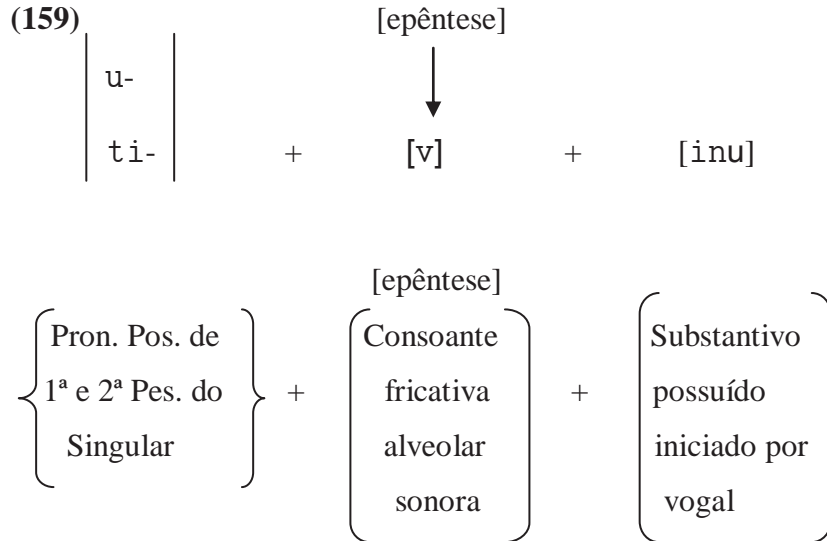 (159) [epêntese]
u-
ti- + [v] + [inu]
[epêntese]
Pron. Pos. de Consoante Substantivo
1ª e 2ª Pes. do + fricativa + possuído
Singular alveolar iniciado por
sonora vogal